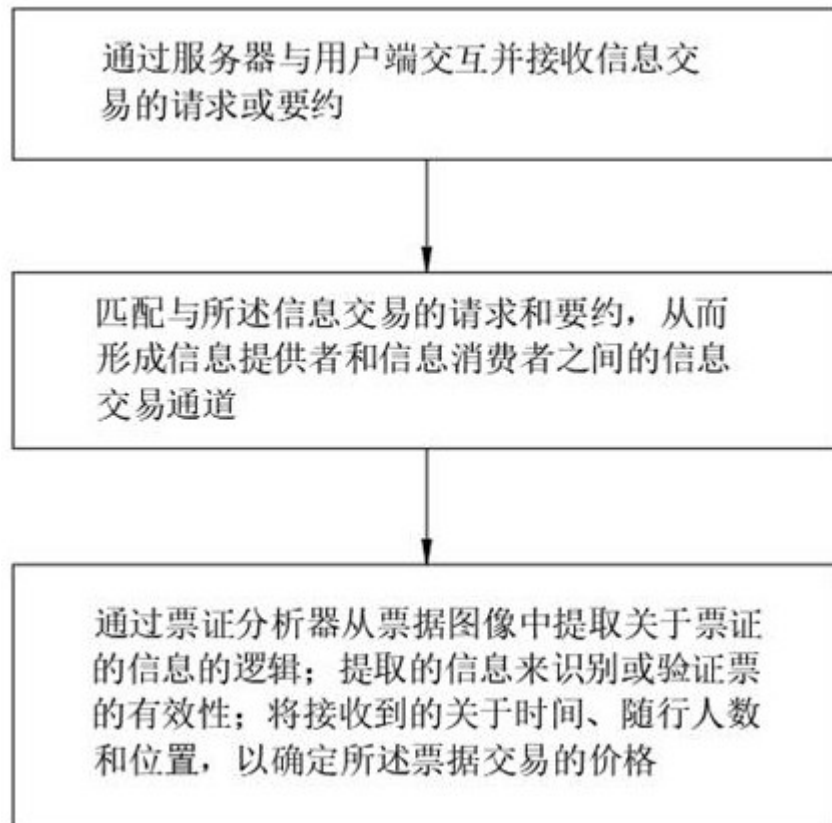 通过服务器与用户端交互并接收信息交
易的请求或要约
匹配与所述信息交易的请求和要约，从而
形成信息提供者和信息消费者之间的信息
交易通道
通过票证分析器从票据图像中提取关于票证
的信息的逻辑；提取的信息来识别或验证票
的有效性；将接收到的关于时间、随行人数
和位置，以确定所述票据交易的价格